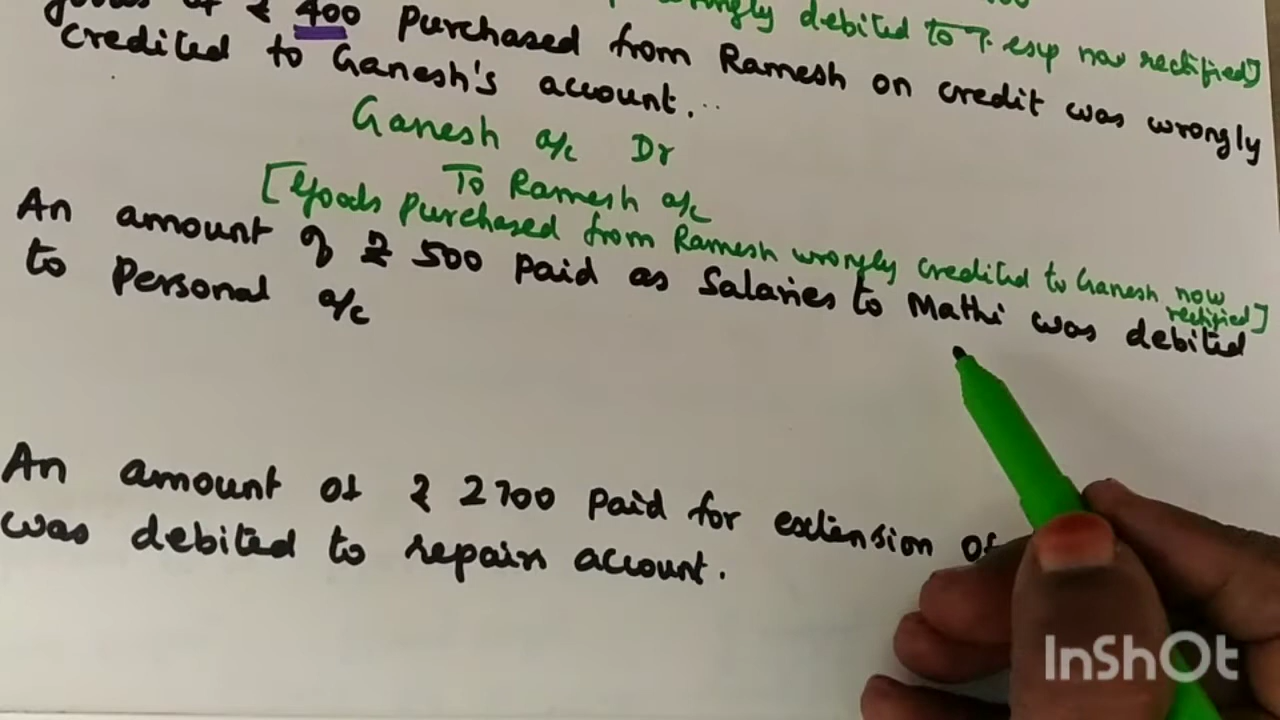 wrongly debited to T. exp now rectified]
goods of ₹ 400 purchased from Ramesh on credit was wrongly
credited to Ganesh's account.
Ganesh a/c Dr
To Ramesh a/c
[Goods purchased from Ramesh wrongly credited to Ganesh now
rectified]
An amount of ₹ 500 paid as Salaries to Mathi was debited
to Personal a/c
An amount of ₹ 2700 paid for extension of
was debited to repairs account.
InShOt